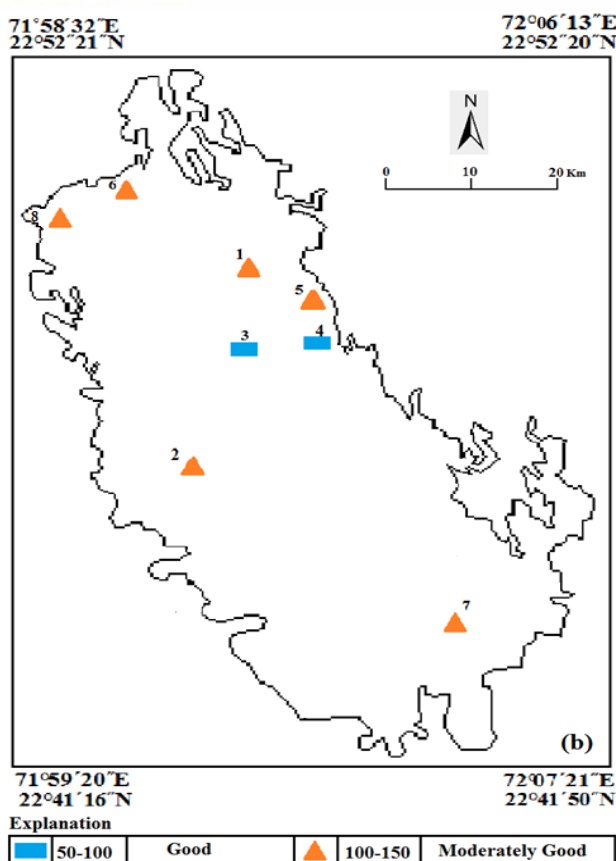 71°58´32˝E 72°06´13˝E
22°52´21˝N 22°52´20˝N
N
0 10 20 Km
6
8
1
5
3 4
2
7
(b)
71°59´20˝E 72°07´21˝E
22°41´16˝N 22°41´50˝N
Explanation
50-100 Good 100-150 Moderately Good